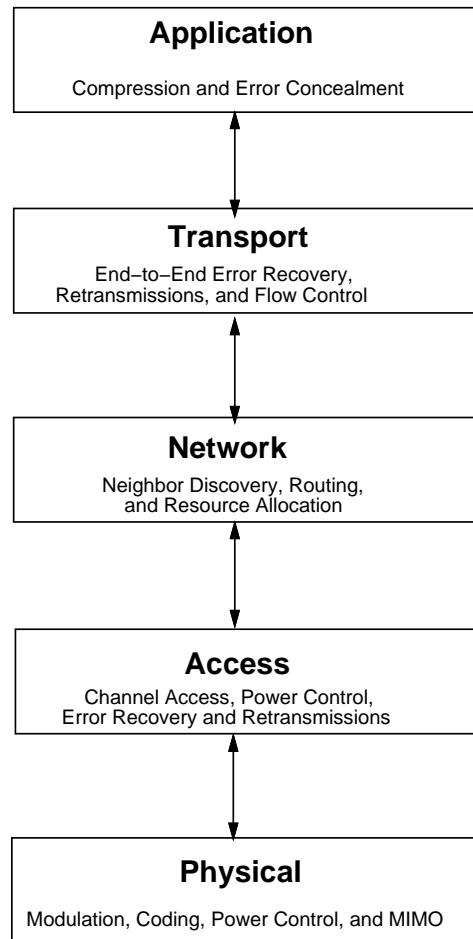 Application
Compression and Error Concealment
Transport
End−to−End Error Recovery,
Retransmissions, and Flow Control
Network
Neighbor Discovery, Routing,
and Resource Allocation
Access
Channel Access, Power Control,
Error Recovery and Retransmissions
Physical
Modulation, Coding, Power Control, and MIMO